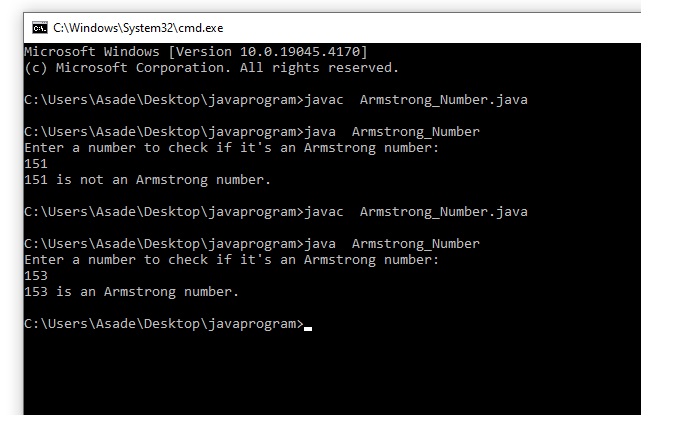 C:\Windows\System32\cmd.exe
Microsoft Windows [Version 10.0.19045.4170]
(c) Microsoft Corporation. All rights reserved.
C:\Users\Asade\Desktop\javaprogram>javac  Armstrong_Number.java
C:\Users\Asade\Desktop\javaprogram>java  Armstrong_Number
Enter a number to check if it's an Armstrong number:
151
151 is not an Armstrong number.
C:\Users\Asade\Desktop\javaprogram>javac  Armstrong_Number.java
C:\Users\Asade\Desktop\javaprogram>java  Armstrong_Number
Enter a number to check if it's an Armstrong number:
153
153 is an Armstrong number.
C:\Users\Asade\Desktop\javaprogram>